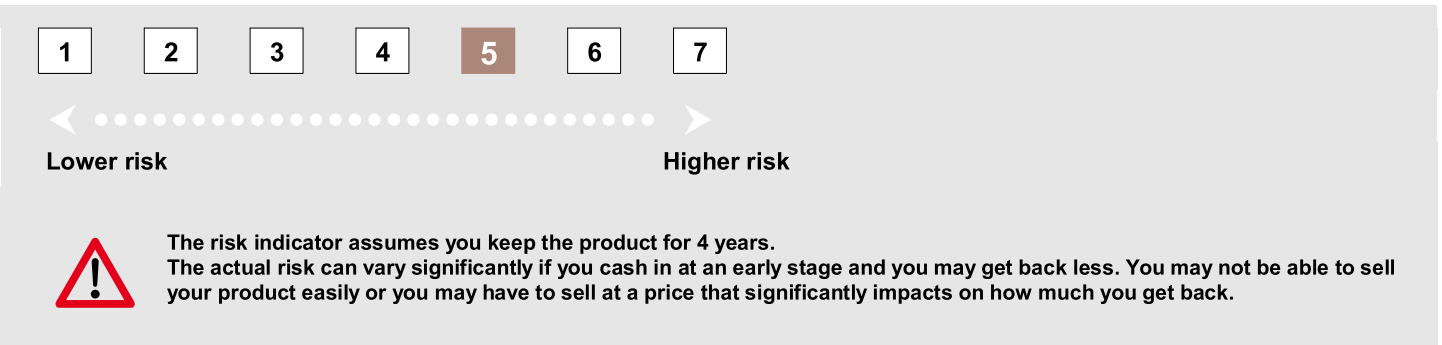 1 2 3 4 5 6 7
Lower risk Higher risk
The risk indicator assumes you keep the product for 4 years.
The actual risk can vary significantly if you cash in at an early stage and you may get back less. You may not be able to sell
your product easily or you may have to sell at a price that significantly impacts on how much you get back.